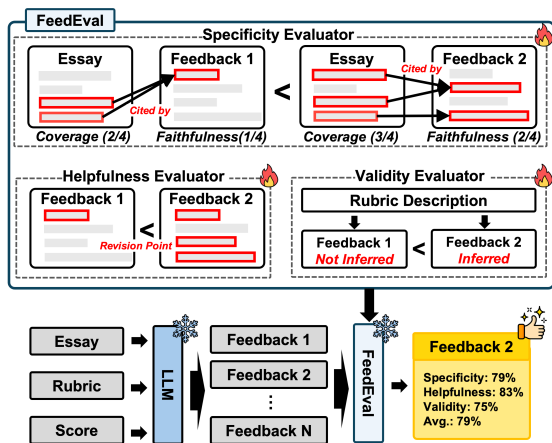 FeedEval
Specificity Evaluator
Essay
Feedback 1
Cited by
Coverage (2/4)
Faithfulness(1/4)
<
Essay
Feedback 2
Cited by
Coverage (3/4)
Faithfulness (2/4)
Helpfulness Evaluator
Feedback 1
<
Feedback 2
Revision Point
Validity Evaluator
Rubric Description
Feedback 1
Not Inferred
<
Feedback 2
Inferred
Essay
Rubric
Score
LLM
Feedback 1
Feedback 2
...
Feedback N
FeedEval
Feedback 2
Specificity: 79%
Helpfulness: 83%
Validity: 75%
Avg.: 79%